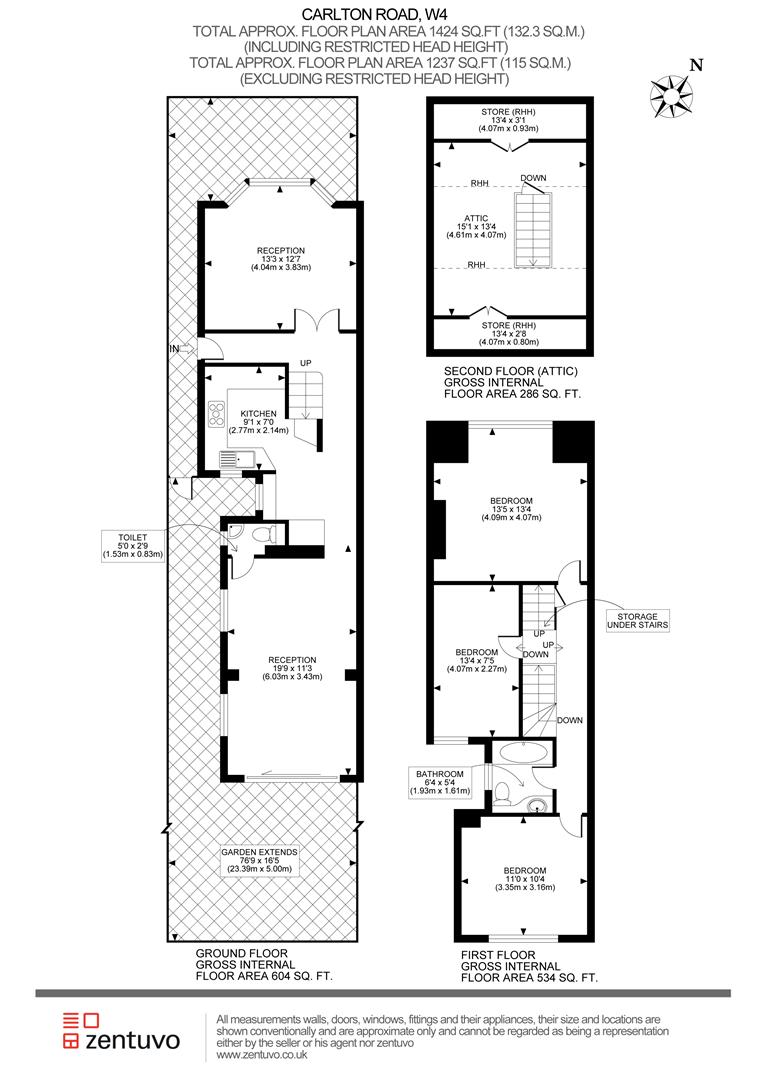 CARLTON ROAD, W4
TOTAL APPROX. FLOOR PLAN AREA 1424 SQ.FT (132.3 SQ.M.)
(INCLUDING RESTRICTED HEAD HEIGHT)
TOTAL APPROX. FLOOR PLAN AREA 1237 SQ.FT (115 SQ.M.)
(EXCLUDING RESTRICTED HEAD HEIGHT)
N
RECEPTION
13'3 x 12'7
(4.04m x 3.83m)
IN
UP
KITCHEN
9'1 x 7'0
(2.77m x 2.14m)
TOILET
5'0 x 2'9
(1.53m x 0.83m)
RECEPTION
19'9 x 11'3
(6.03m x 3.43m)
GARDEN EXTENDS
76'9 x 16'5
(23.39m x 5.00m)
GROUND FLOOR
GROSS INTERNAL
FLOOR AREA 604 SQ. FT.
STORE (RHH)
13'4 x 3'1
(4.07m x 0.93m)
RHH
DOWN
ATTIC
15'1 x 13'4
(4.61m x 4.07m)
RHH
STORE (RHH)
13'4 x 2'8
(4.07m x 0.80m)
SECOND FLOOR (ATTIC)
GROSS INTERNAL
FLOOR AREA 286 SQ. FT.
BEDROOM
13'5 x 13'4
(4.09m x 4.07m)
STORAGE
UNDER STAIRS
UP
UP
DOWN
BEDROOM
13'4 x 7'5
(4.07m x 2.27m)
DOWN
BATHROOM
6'4 x 5'4
(1.93m x 1.61m)
BEDROOM
11'0 x 10'4
(3.35m x 3.16m)
FIRST FLOOR
GROSS INTERNAL
FLOOR AREA 534 SQ. FT.
zentuvo
All measurements walls, doors, windows, fittings and their appliances, their size and locations are
shown conventionally and are approximate only and cannot be regarded as being a representation
either by the seller or his agent nor zentuvo
www.zentuvo.co.uk